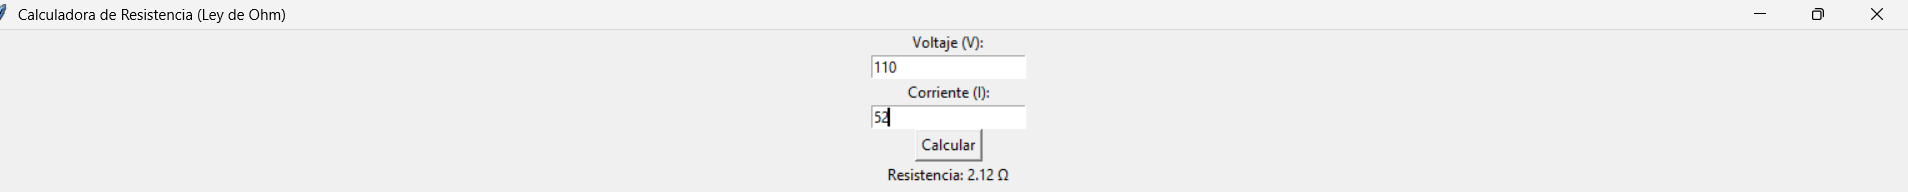 Calculadora de Resistencia (Ley de Ohm)
Voltaje (V):
110
Corriente (I):
52
Calcular
Resistencia: 2.12 Ω